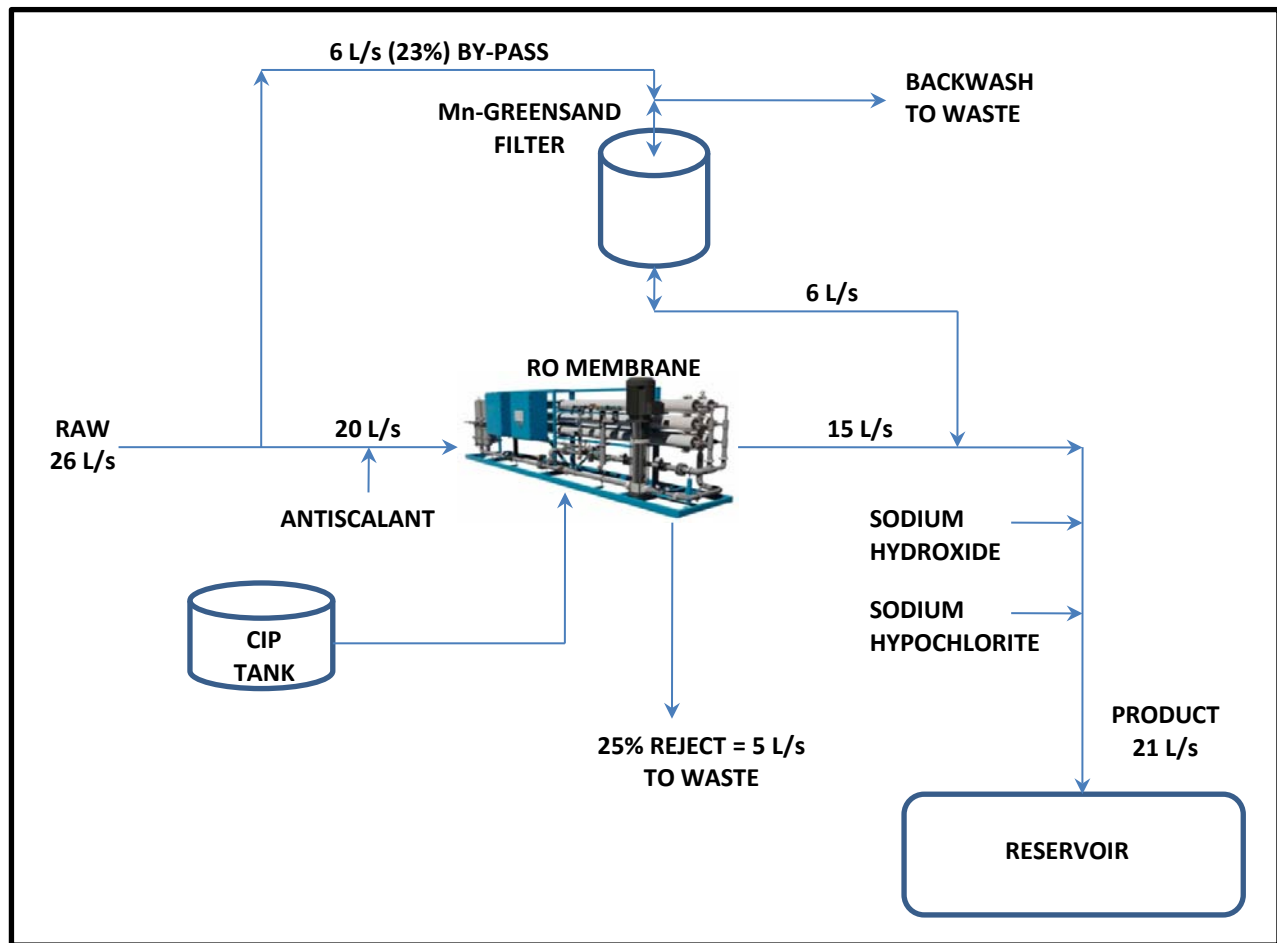 6 L/s (23%) BY-PASS
BACKWASH
TO WASTE
Mn-GREENSAND
FILTER
6 L/s
RO MEMBRANE
RAW
26 L/s
20 L/s
15 L/s
ANTISCALANT
SODIUM
HYDROXIDE
SODIUM
HYPOCHLORITE
CIP
TANK
25% REJECT = 5 L/s
TO WASTE
PRODUCT
21 L/s
RESERVOIR